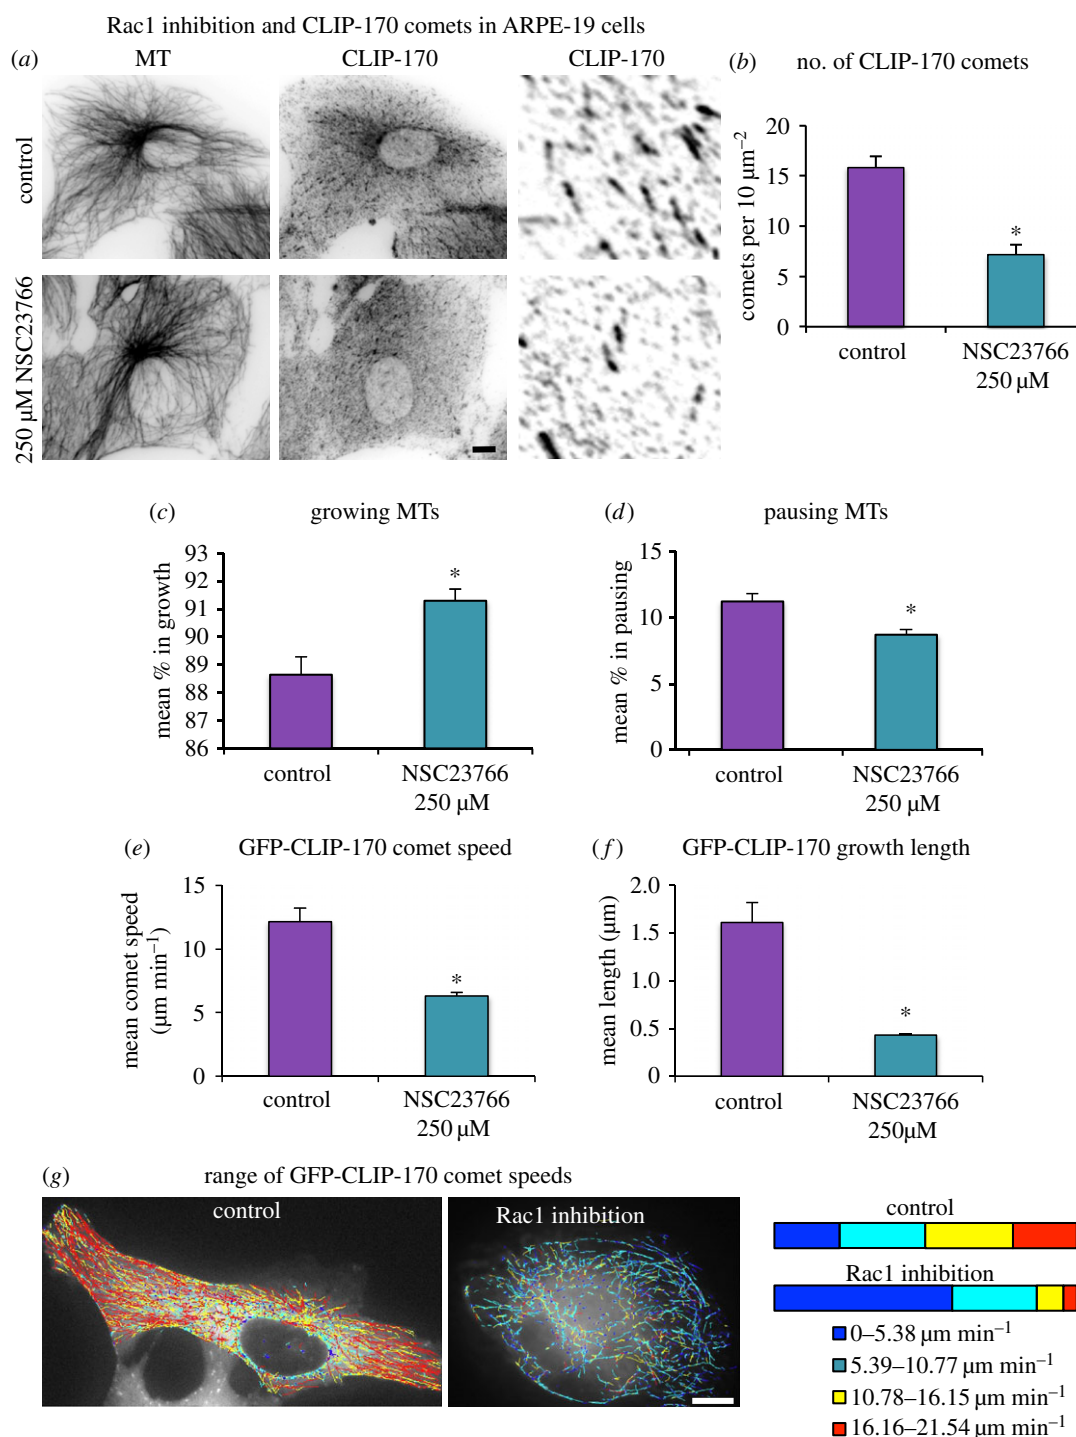 Rac1 inhibition and CLIP-170 comets in ARPE-19 cells
(a) MT CLIP-170 CLIP-170
control
250 µM NSC23766
(b) no. of CLIP-170 comets
comets per 10 µm⁻²
20
15
10
5
0
*
control NSC23766
250 µM
(c) growing MTs
mean % in growth
93
92
91
90
89
88
87
86
*
control NSC23766
250 µM
(d) pausing MTs
mean % in pausing
15
10
5
0
*
control NSC23766
250 µM
(e) GFP-CLIP-170 comet speed
mean comet speed
(µm min⁻¹)
15
10
5
0
*
control NSC23766
250 µM
(f) GFP-CLIP-170 growth length
mean length (µm)
2.0
1.5
1.0
0.5
0
*
control NSC23766
250µM
(g) range of GFP-CLIP-170 comet speeds
control
Rac1 inhibition
control
Rac1 inhibition
0–5.38 µm min⁻¹
5.39–10.77 µm min⁻¹
10.78–16.15 µm min⁻¹
16.16–21.54 µm min⁻¹